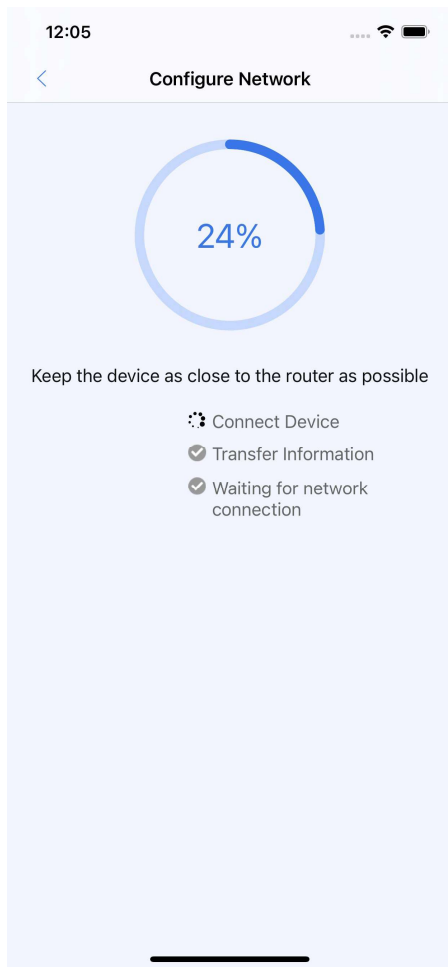 12:05
Configure Network
24%
Keep the device as close to the router as possible
Connect Device
Transfer Information
Waiting for network
connection